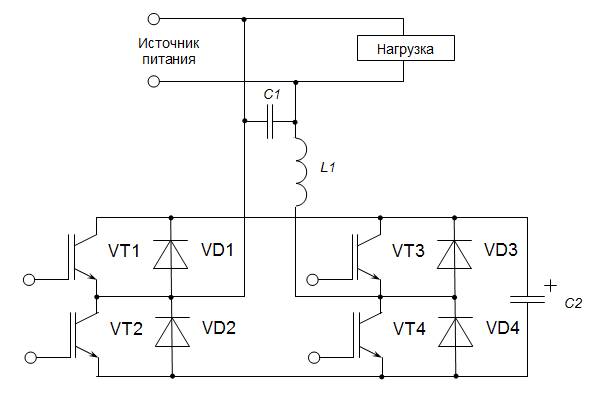 Источник
питания
Нагрузка
C1
L1
VT1
VD1
VT3
VD3
+
C2
VT2
VD2
VT4
VD4